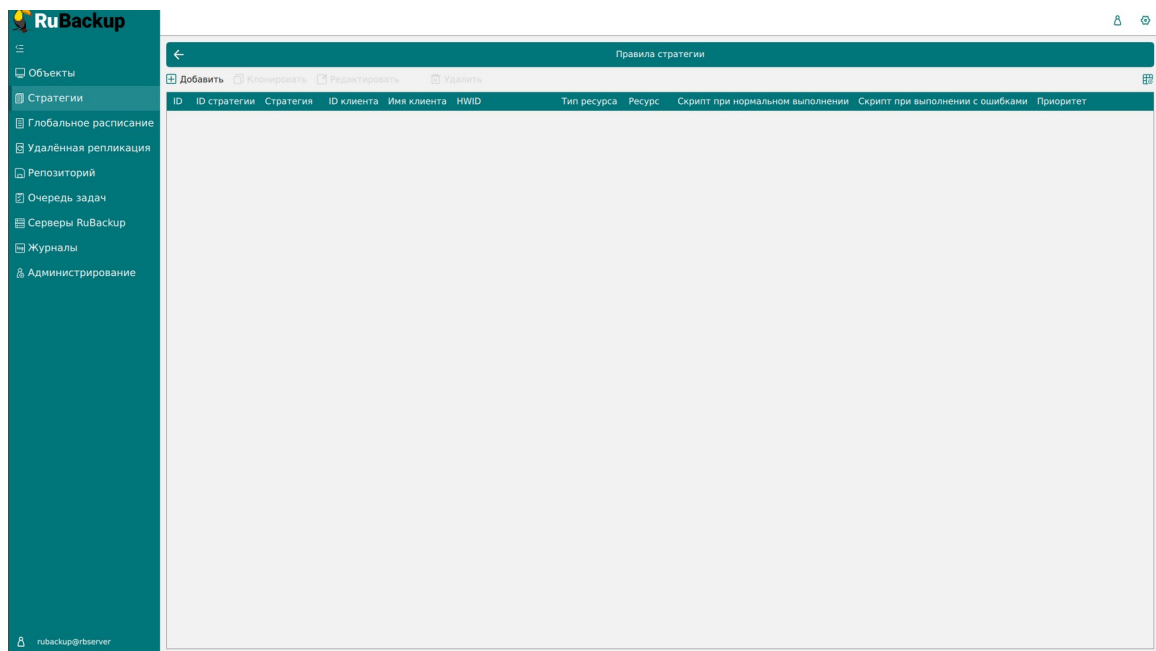 RuBackup
Правила стратегии
Объекты
Стратегии
Глобальное расписание
Удалённая репликация
Репозиторий
Очередь задач
Серверы RuBackup
Журналы
Администрирование
Добавить Клонировать Редактировать Удалить
ID ID стратегии Стратегия ID клиента Имя клиента HWID Тип ресурса Ресурс Скрипт при нормальном выполнении Скрипт при выполнении с ошибками Приоритет
rubackup@rbserver